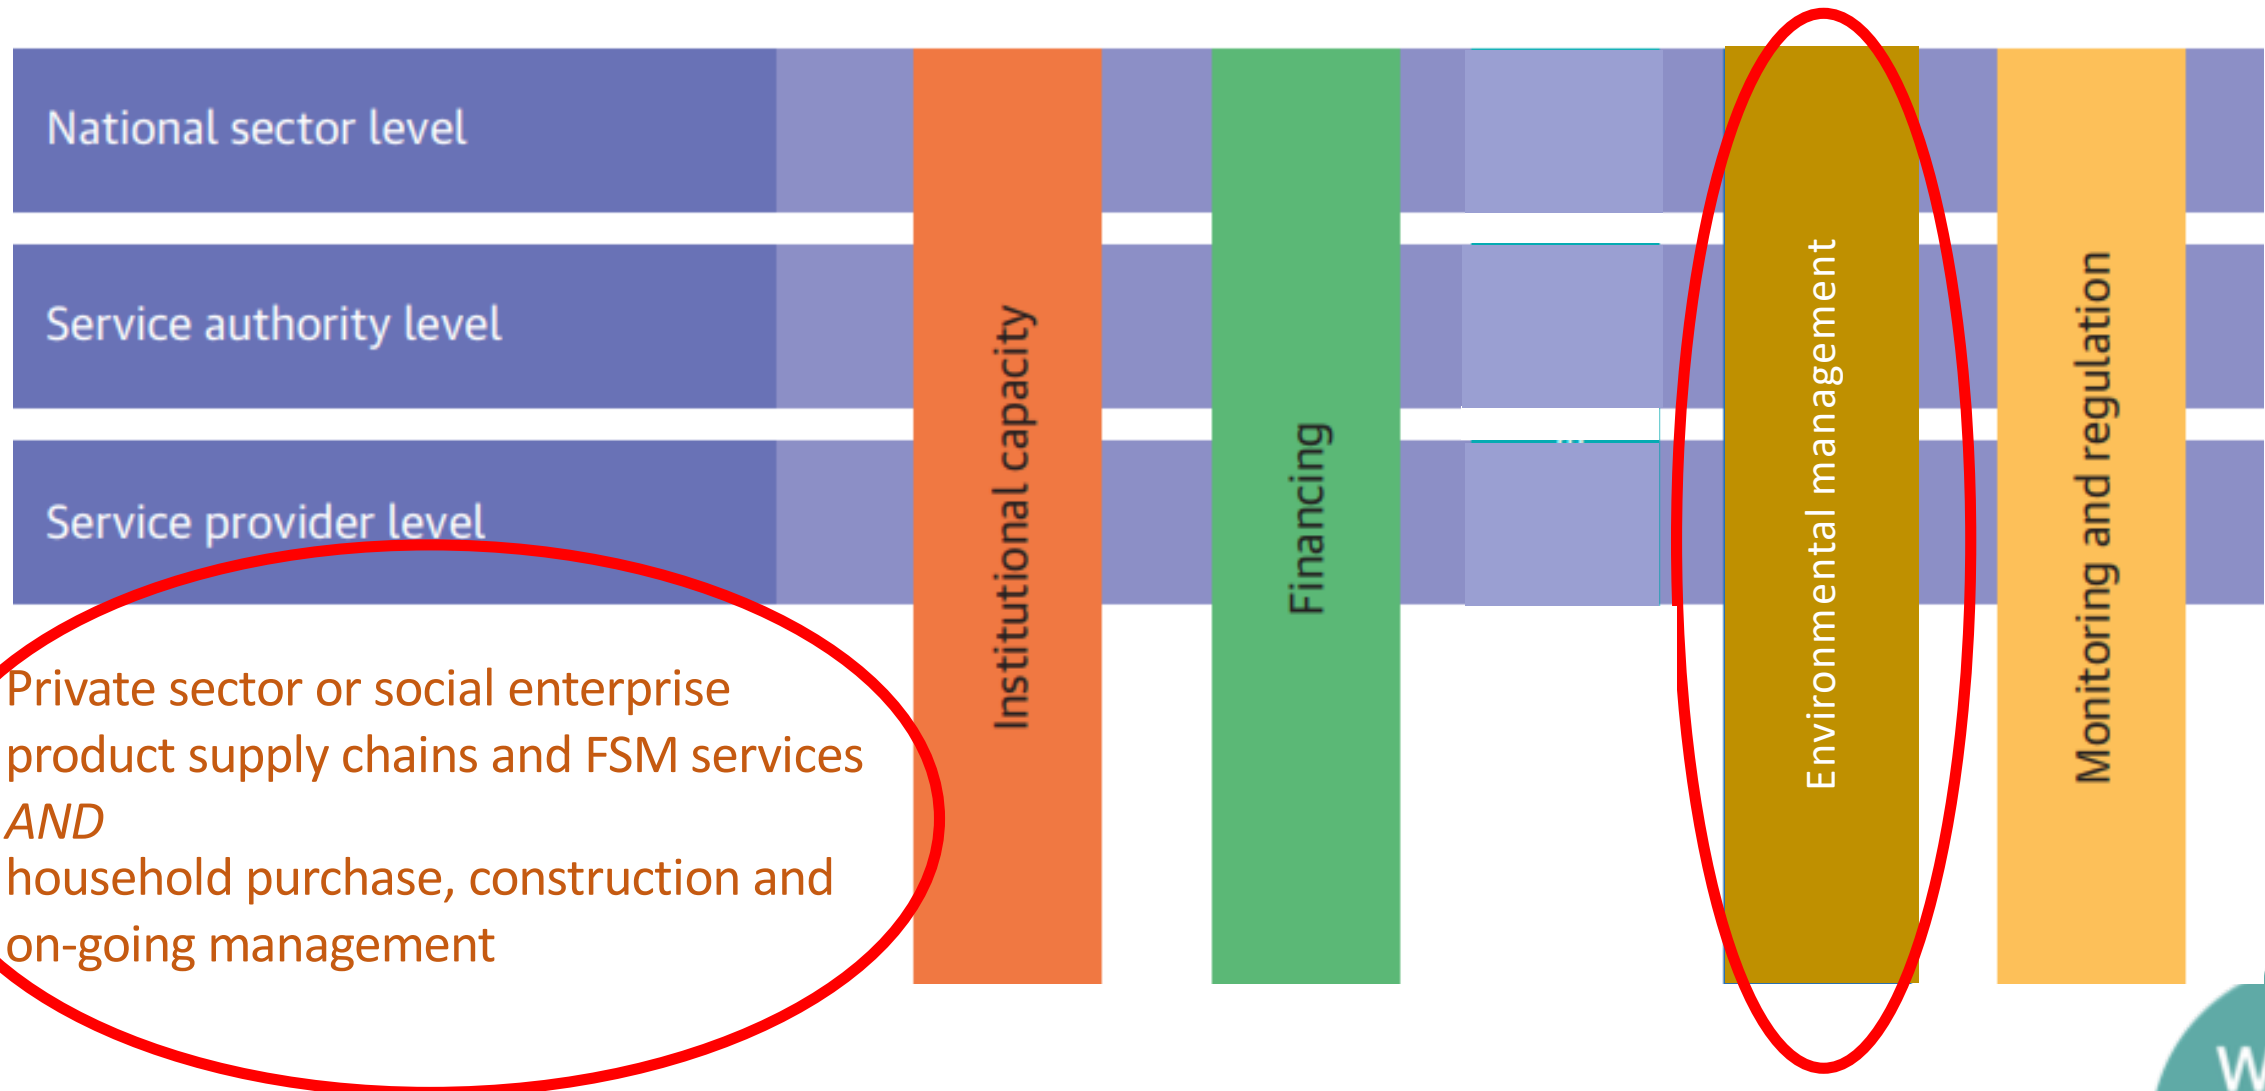 National sector level
Service authority level
Service provider level
Institutional capacity
Financing
Environmental management
Monitoring and regulation
Private sector or social enterprise
product supply chains and FSM services
AND
household purchase, construction and
on-going management